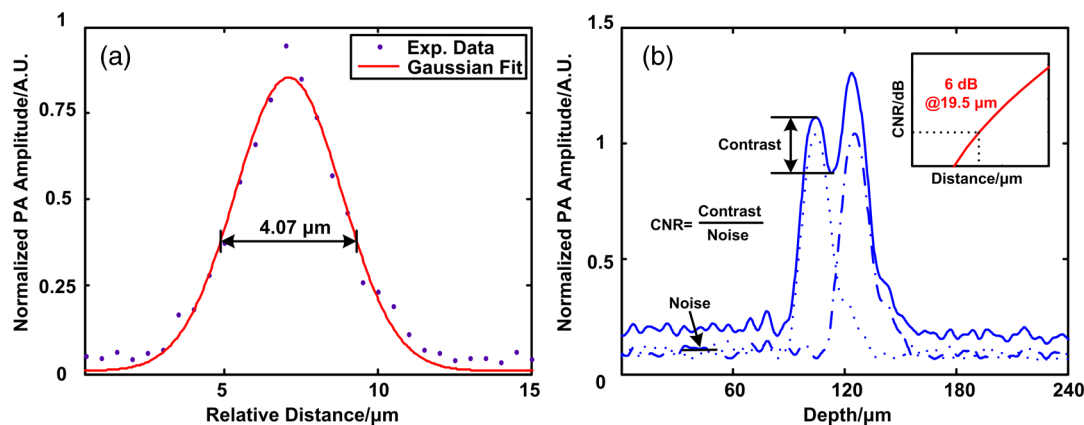 (a)
Exp. Data
Gaussian Fit
4.07 µm
Normalized PA Amplitude/A.U.
1
0.75
0.5
0.25
0
5
10
15
Relative Distance/µm
(b)
6 dB
@19.5 µm
CNR/dB
Distance/µm
Contrast
CNR= Contrast
Noise
Noise
Normalized PA Amplitude/A.U.
1.5
1
0.5
0
60
120
180
240
Depth/µm